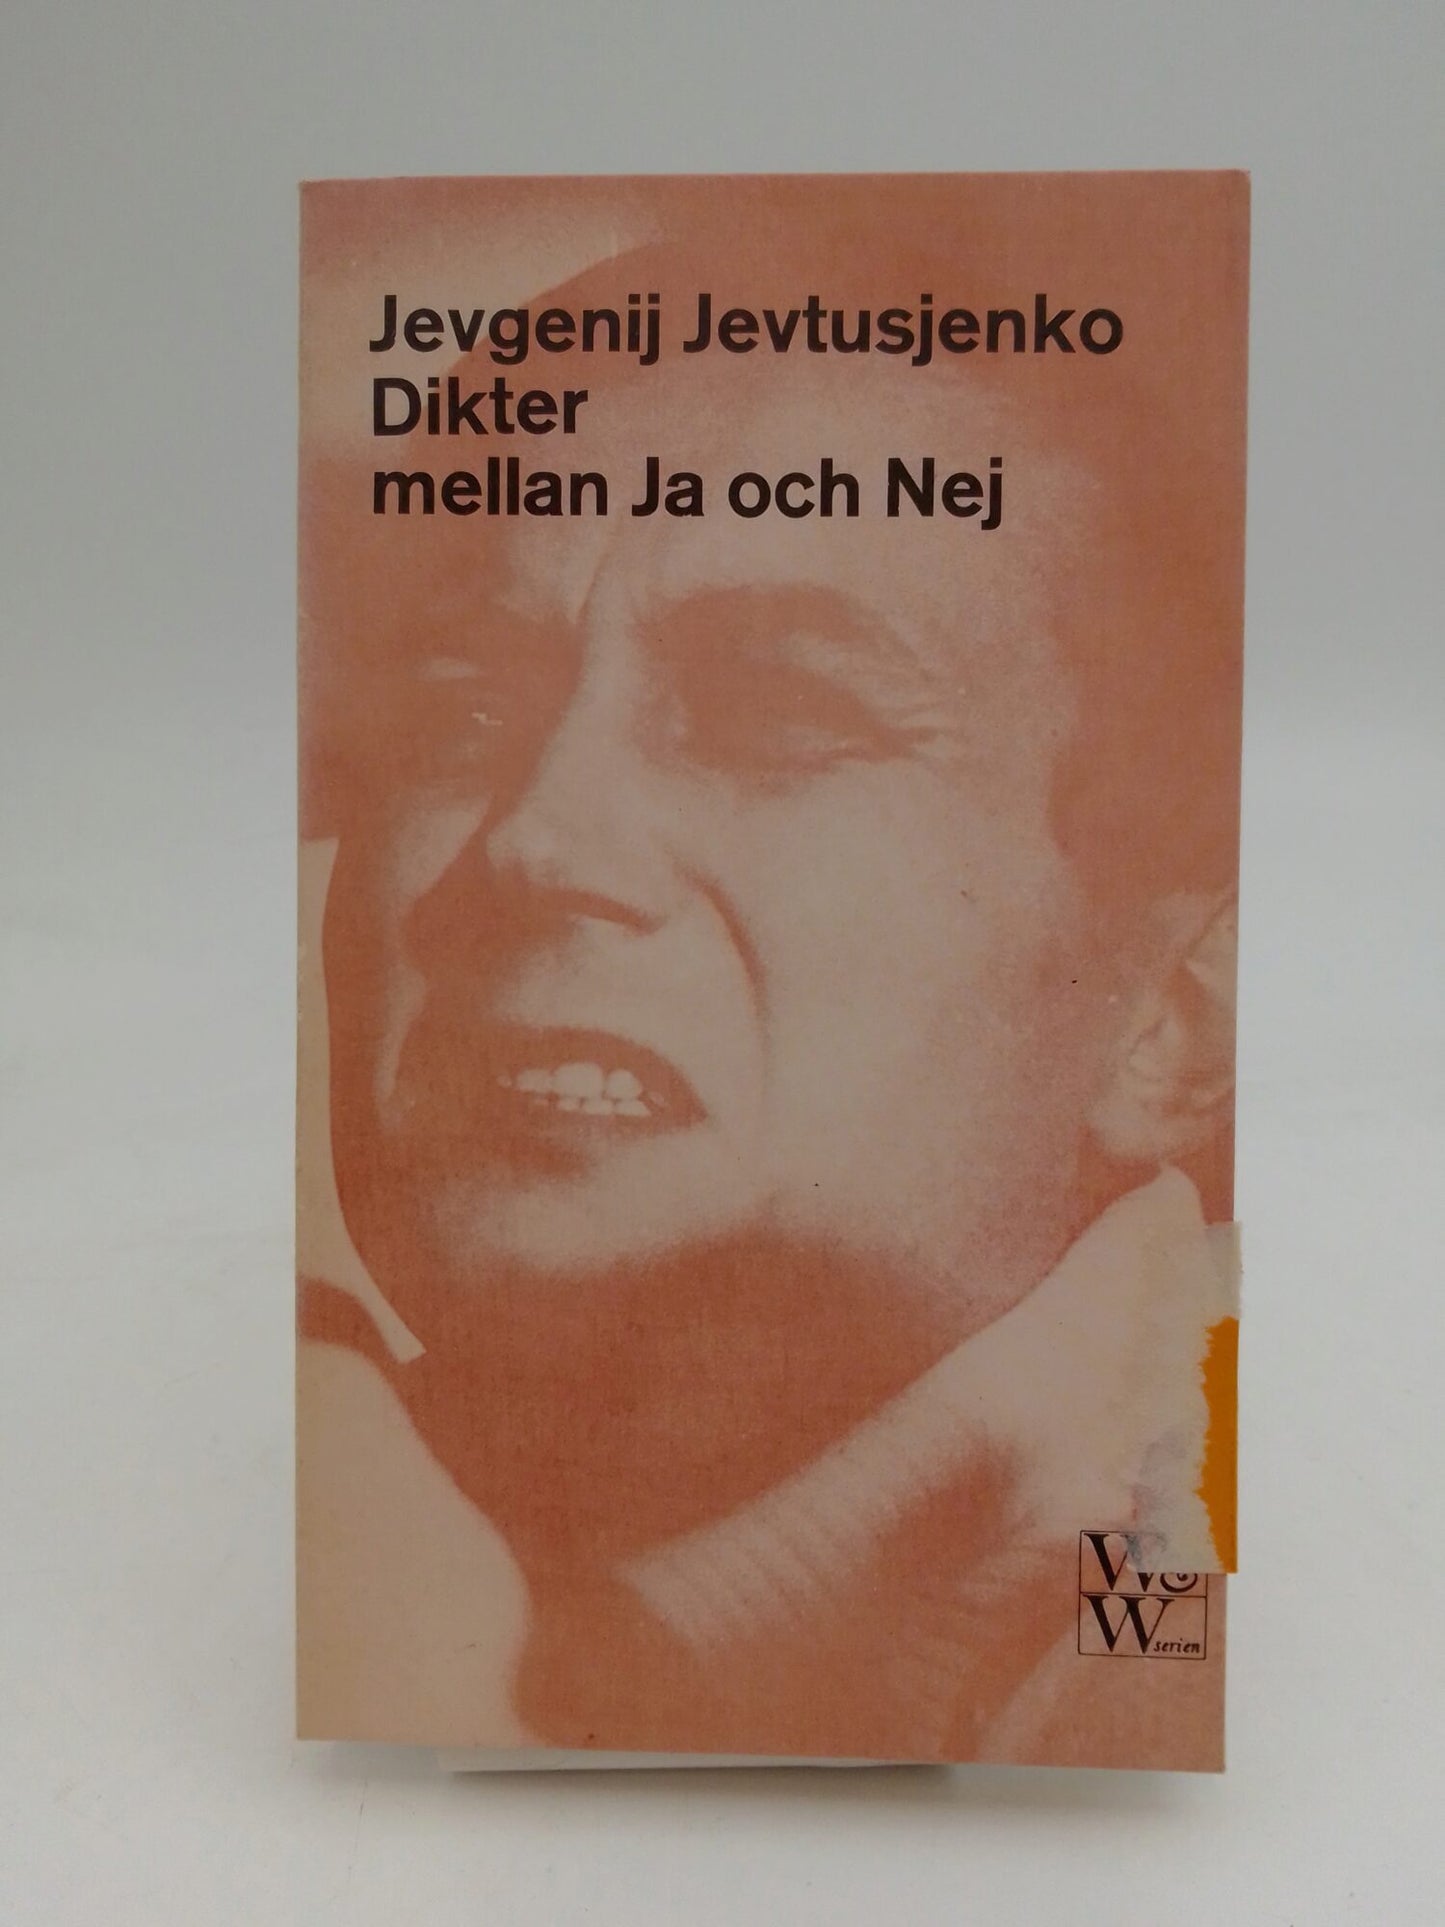 Jevgenij Jevtusjenko
Dikter
mellan Ja och Nej
W&
W serien